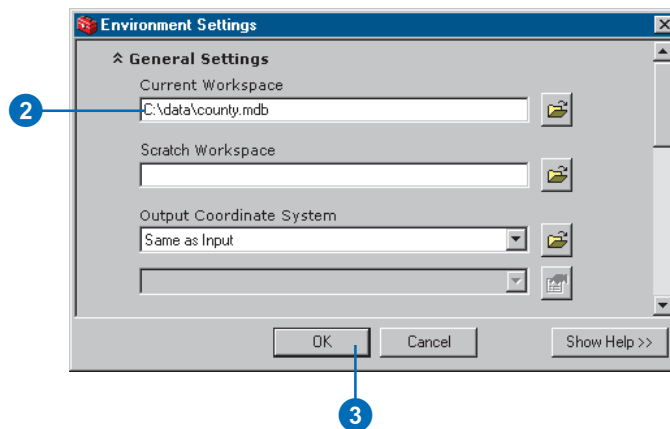 Environment Settings
General Settings
Current Workspace
2
C:\data\county.mdb
Scratch Workspace
Output Coordinate System
Same as Input
OK
Cancel
Show Help >>
3